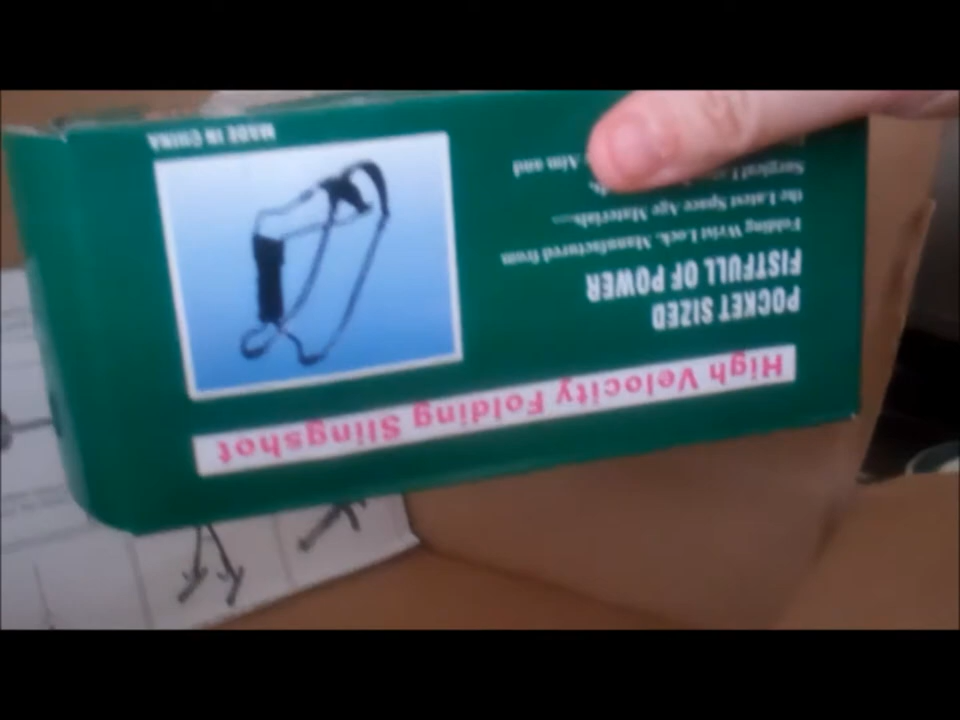 High Velocity Folding Slingshot
POCKET SIZED
FISTFULL OF POWER
Folding Wrist Lock. Manufactured from
the Latest Space Age Materials
Surgical
Aim and
MADE IN CHINA